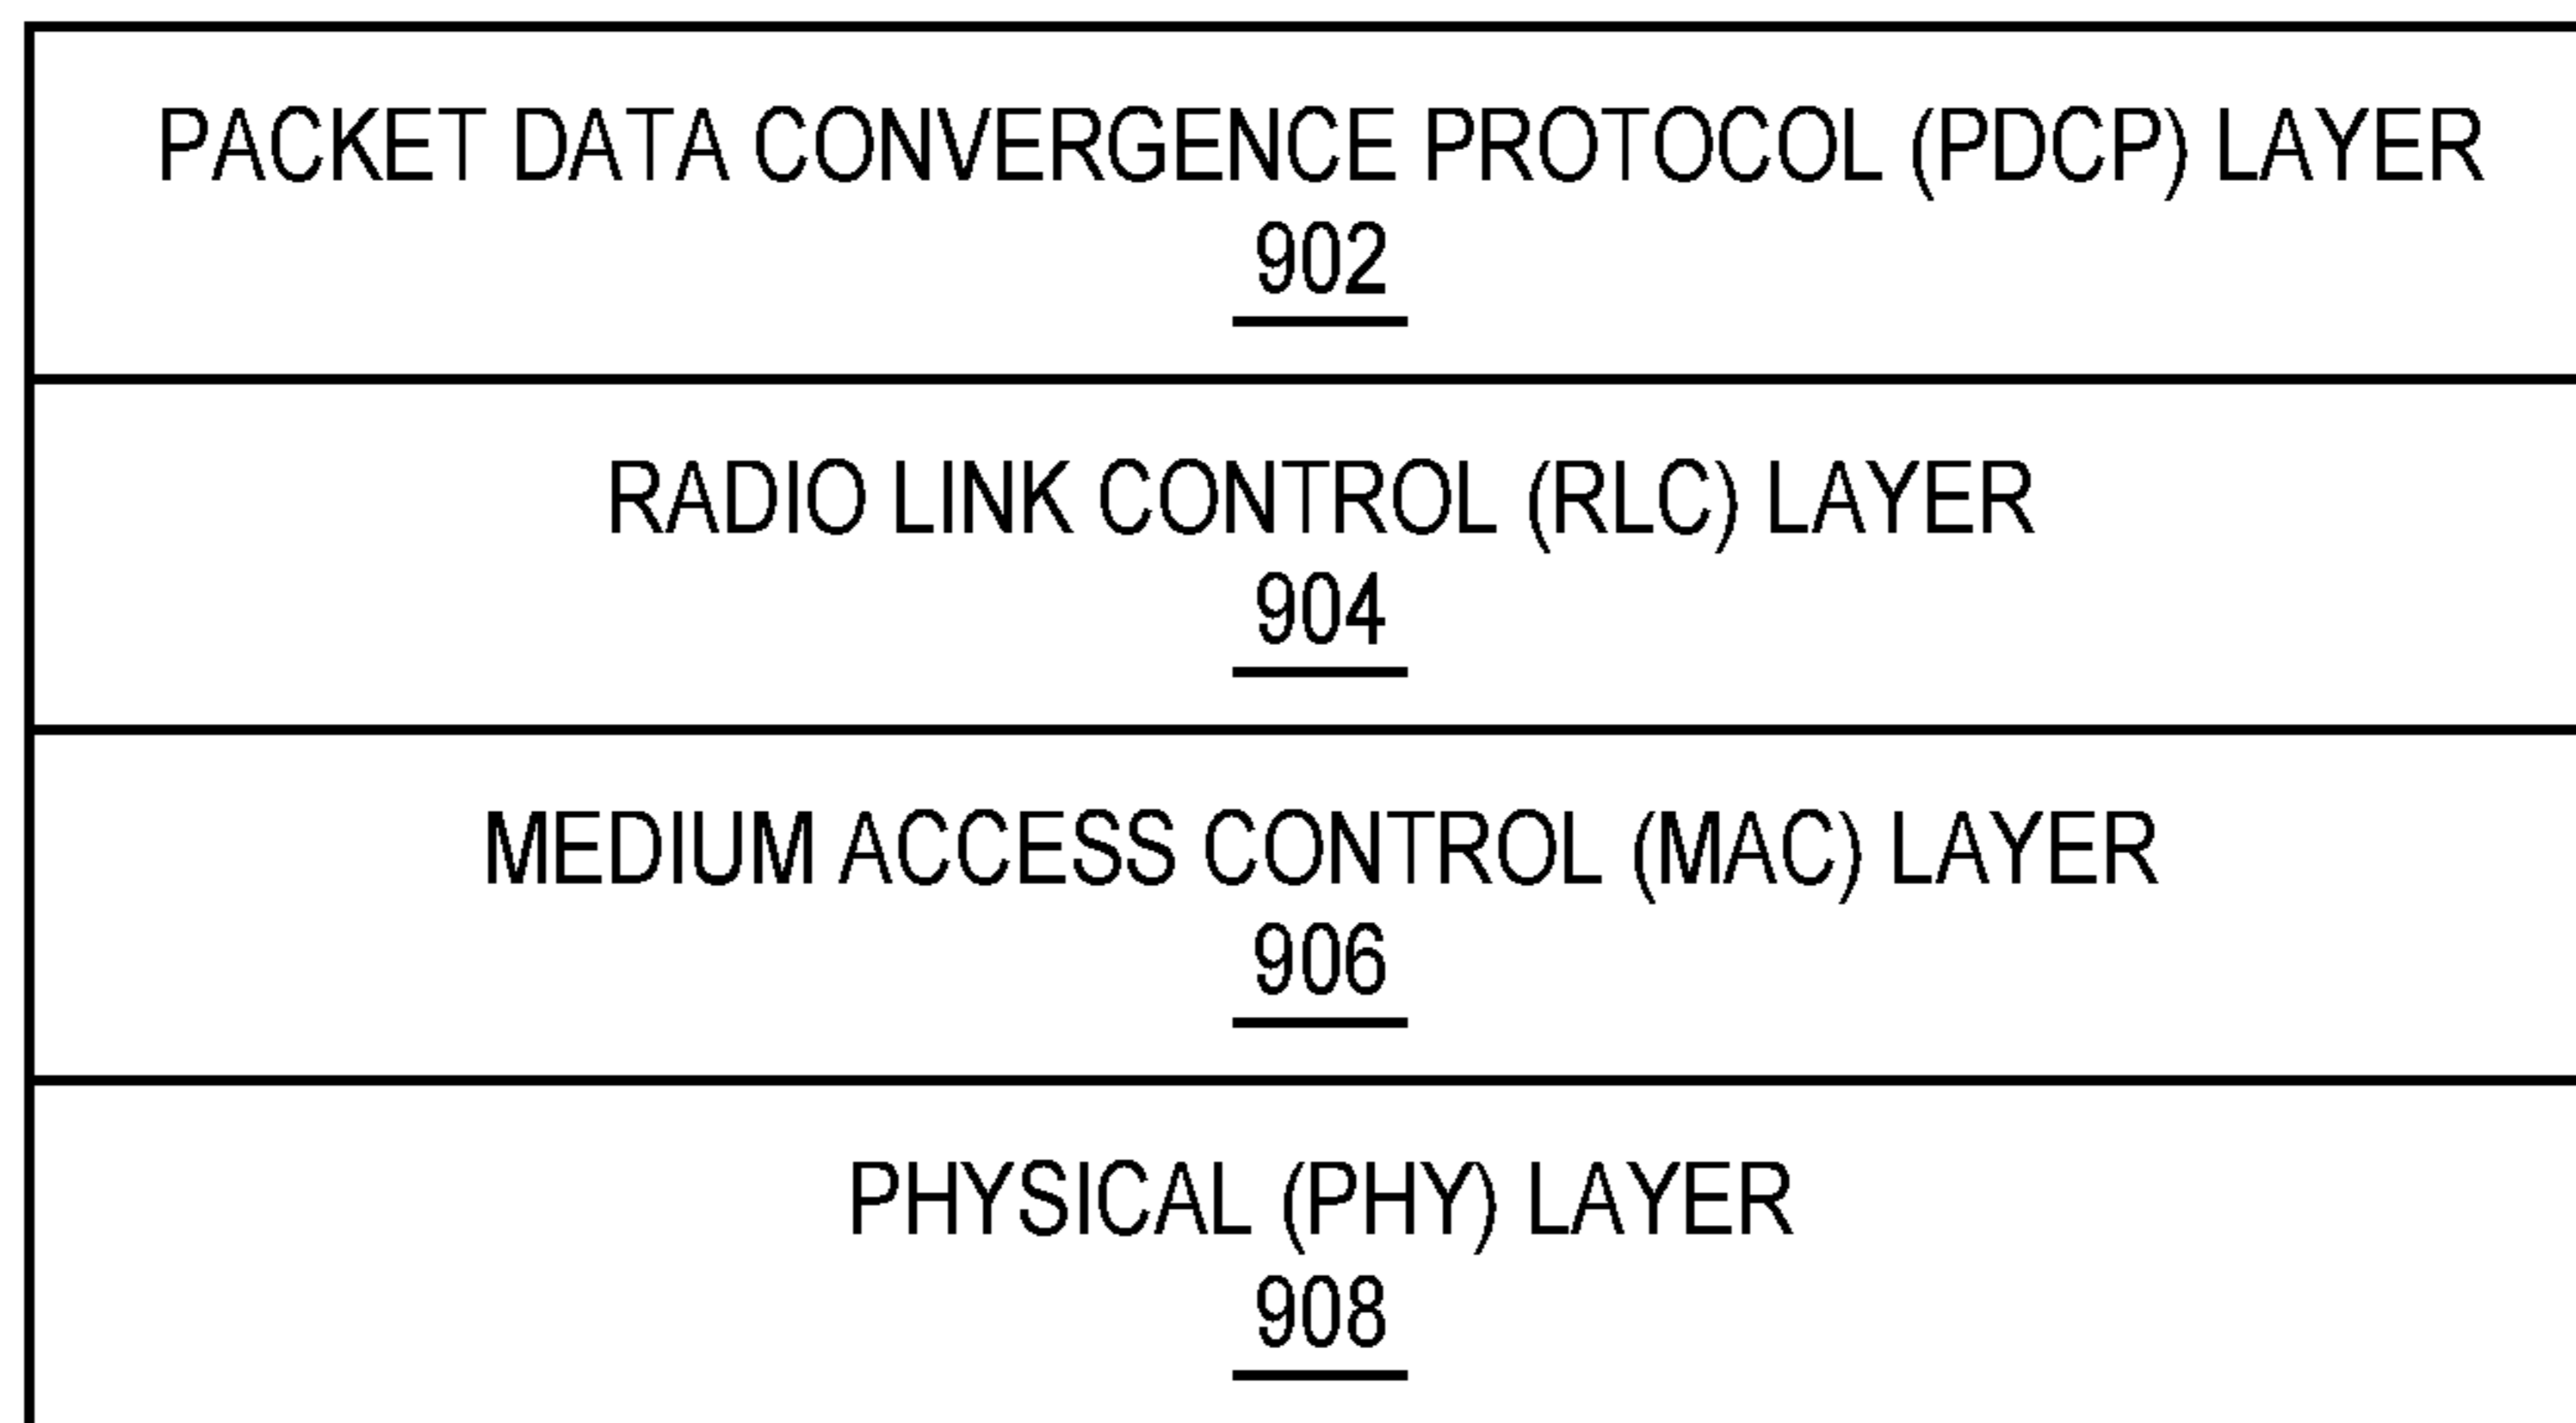 PACKET DATA CONVERGENCE PROTOCOL (PDCP) LAYER
902
RADIO LINK CONTROL (RLC) LAYER
904
MEDIUM ACCESS CONTROL (MAC) LAYER
906
PHYSICAL (PHY) LAYER
908